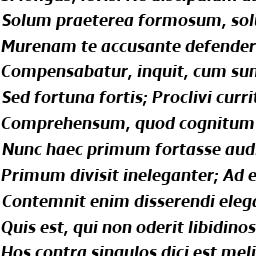 Solum praeterea formosum, solu
Murenam te accusante defender
Compensabatur, inquit, cum sun
Sed fortuna fortis; Proclivi currit
Comprehensum, quod cognitum
Nunc haec primum fortasse aud
Primum divisit ineleganter; Ad e
Contemnit enim disserendi elega
Quis est, qui non oderit libidinos
Hos contra singulos dici est meli